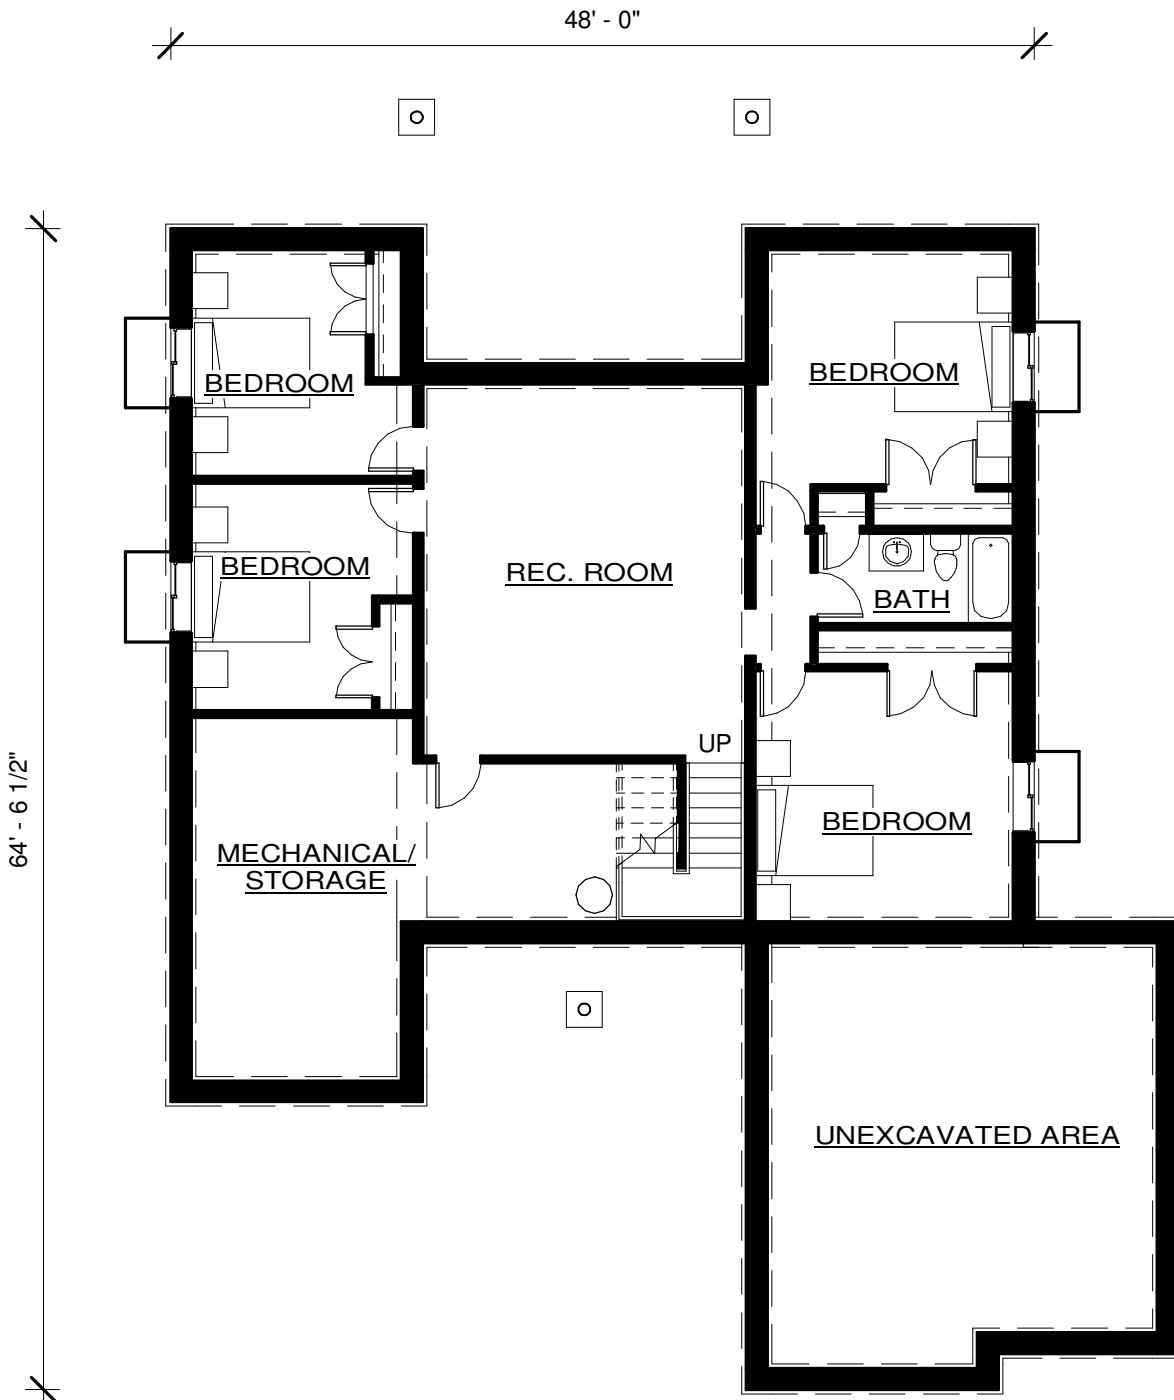 48' - 0"
BEDROOM
BEDROOM
BEDROOM
REC. ROOM
BATH
UP
64' - 6 1/2"
BEDROOM
MECHANICAL/
STORAGE
UNEXCAVATED AREA